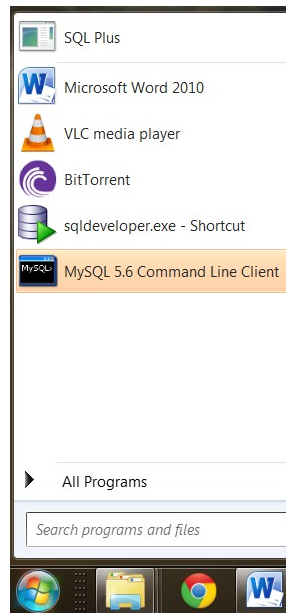 SQL Plus
Microsoft Word 2010
VLC media player
BitTorrent
sqldeveloper.exe - Shortcut
MySQL>
MySQL 5.6 Command Line Client
All Programs
Search programs and files